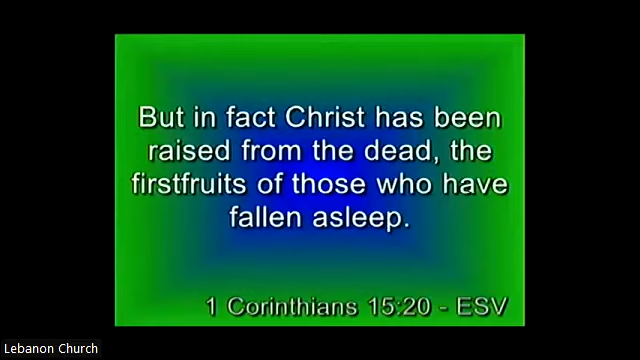 But in fact Christ has been
raised from the dead, the
firstfruits of those who have
fallen asleep.
1 Corinthians 15:20 - ESV
Lebanon Church